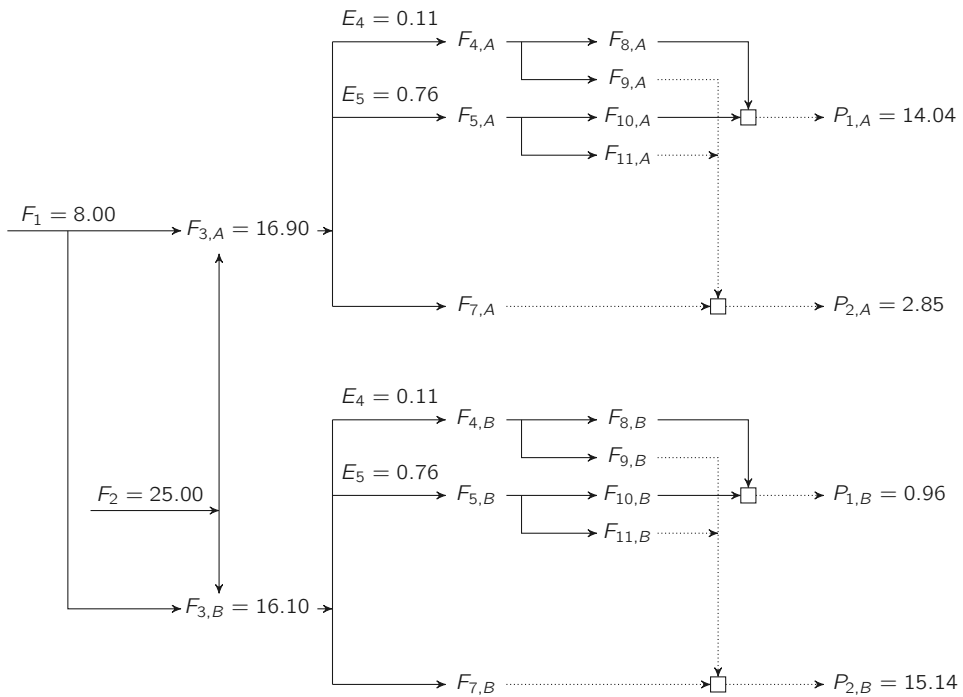 E₄ = 0.11
F₄,A
F₈,A
F₉,A
E₅ = 0.76
F₅,A
F₁₀,A
P₁,A = 14.04
F₁₁,A
F₁ = 8.00
F₃,A = 16.90
F₇,A
P₂,A = 2.85
E₄ = 0.11
F₄,B
F₈,B
F₉,B
E₅ = 0.76
F₅,B
F₁₀,B
P₁,B = 0.96
F₂ = 25.00
F₁₁,B
F₃,B = 16.10
F₇,B
P₂,B = 15.14